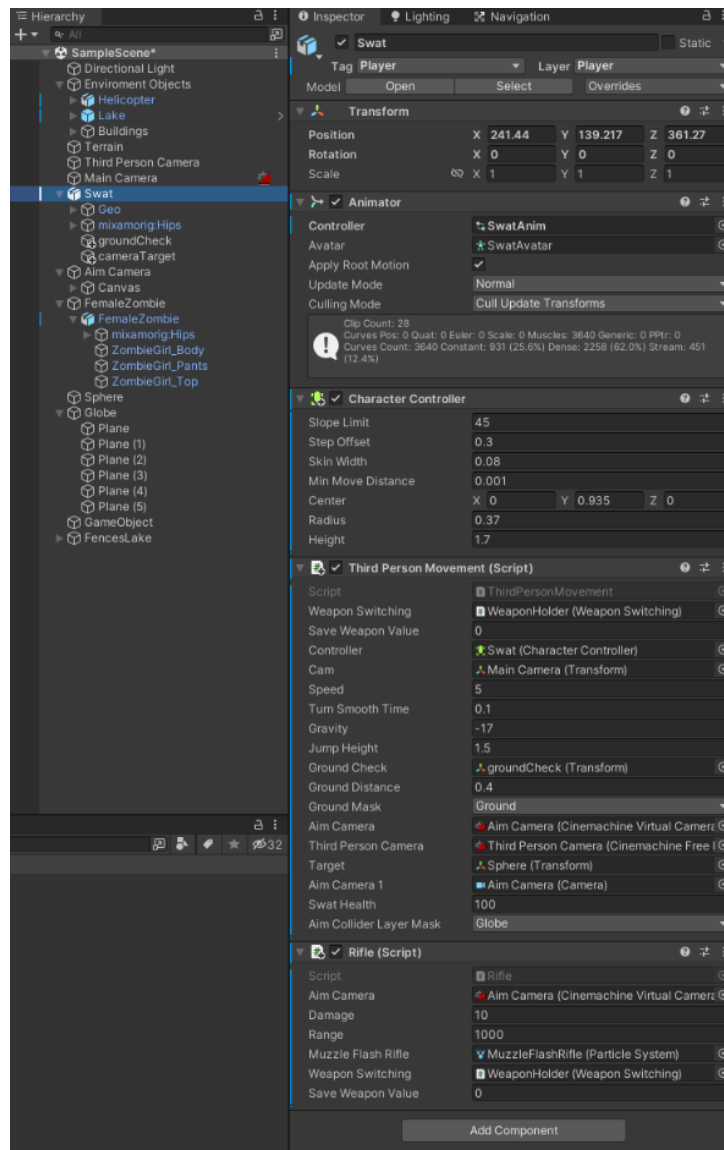 Hierarchy
All
SampleScene*
Directional Light
Enviroment Objects
Helicopter
Lake
Buildings
Terrain
Third Person Camera
Main Camera
Swat
Geo
mixamorig:Hips
groundCheck
cameraTarget
Aim Camera
Canvas
FemaleZombie
FemaleZombie
mixamorig:Hips
ZombieGirl_Body
ZombieGirl_Pants
ZombieGirl_Top
Sphere
Globe
Plane
Plane (1)
Plane (2)
Plane (3)
Plane (4)
Plane (5)
GameObject
FencesLake
32
Inspector Lighting Navigation
Swat Static
Tag Player Layer Player
Model Open Select Overrides
Transform
Position X 241.44 Y 139.217 Z 361.27
Rotation X 0 Y 0 Z 0
Scale X 1 Y 1 Z 1
Animator
Controller SwatAnim
Avatar SwatAvatar
Apply Root Motion
Update Mode Normal
Culling Mode Cull Update Transforms
Clip Count: 28
Curves Pos: 0 Quat: 0 Euler: 0 Scale: 0 Muscles: 3640 Generic: 0 PPtr: 0
Curves Count: 3640 Constant: 931 (25.6%) Dense: 2258 (62.0%) Stream: 451
(12.4%)
Character Controller
Slope Limit 45
Step Offset 0.3
Skin Width 0.08
Min Move Distance 0.001
Center X 0 Y 0.935 Z 0
Radius 0.37
Height 1.7
Third Person Movement (Script)
Script ThirdPersonMovement
Weapon Switching WeaponHolder (Weapon Switching)
Save Weapon Value 0
Controller Swat (Character Controller)
Cam Main Camera (Transform)
Speed 5
Turn Smooth Time 0.1
Gravity -17
Jump Height 1.5
Ground Check groundCheck (Transform)
Ground Distance 0.4
Ground Mask Ground
Aim Camera Aim Camera (Cinemachine Virtual Camera
Third Person Camera Third Person Camera (Cinemachine Free l
Target Sphere (Transform)
Aim Camera 1 Aim Camera (Camera)
Swat Health 100
Aim Collider Layer Mask Globe
Rifle (Script)
Script Rifle
Aim Camera Aim Camera (Cinemachine Virtual Camera
Damage 10
Range 1000
Muzzle Flash Rifle MuzzleFlashRifle (Particle System)
Weapon Switching WeaponHolder (Weapon Switching)
Save Weapon Value 0
Add Component